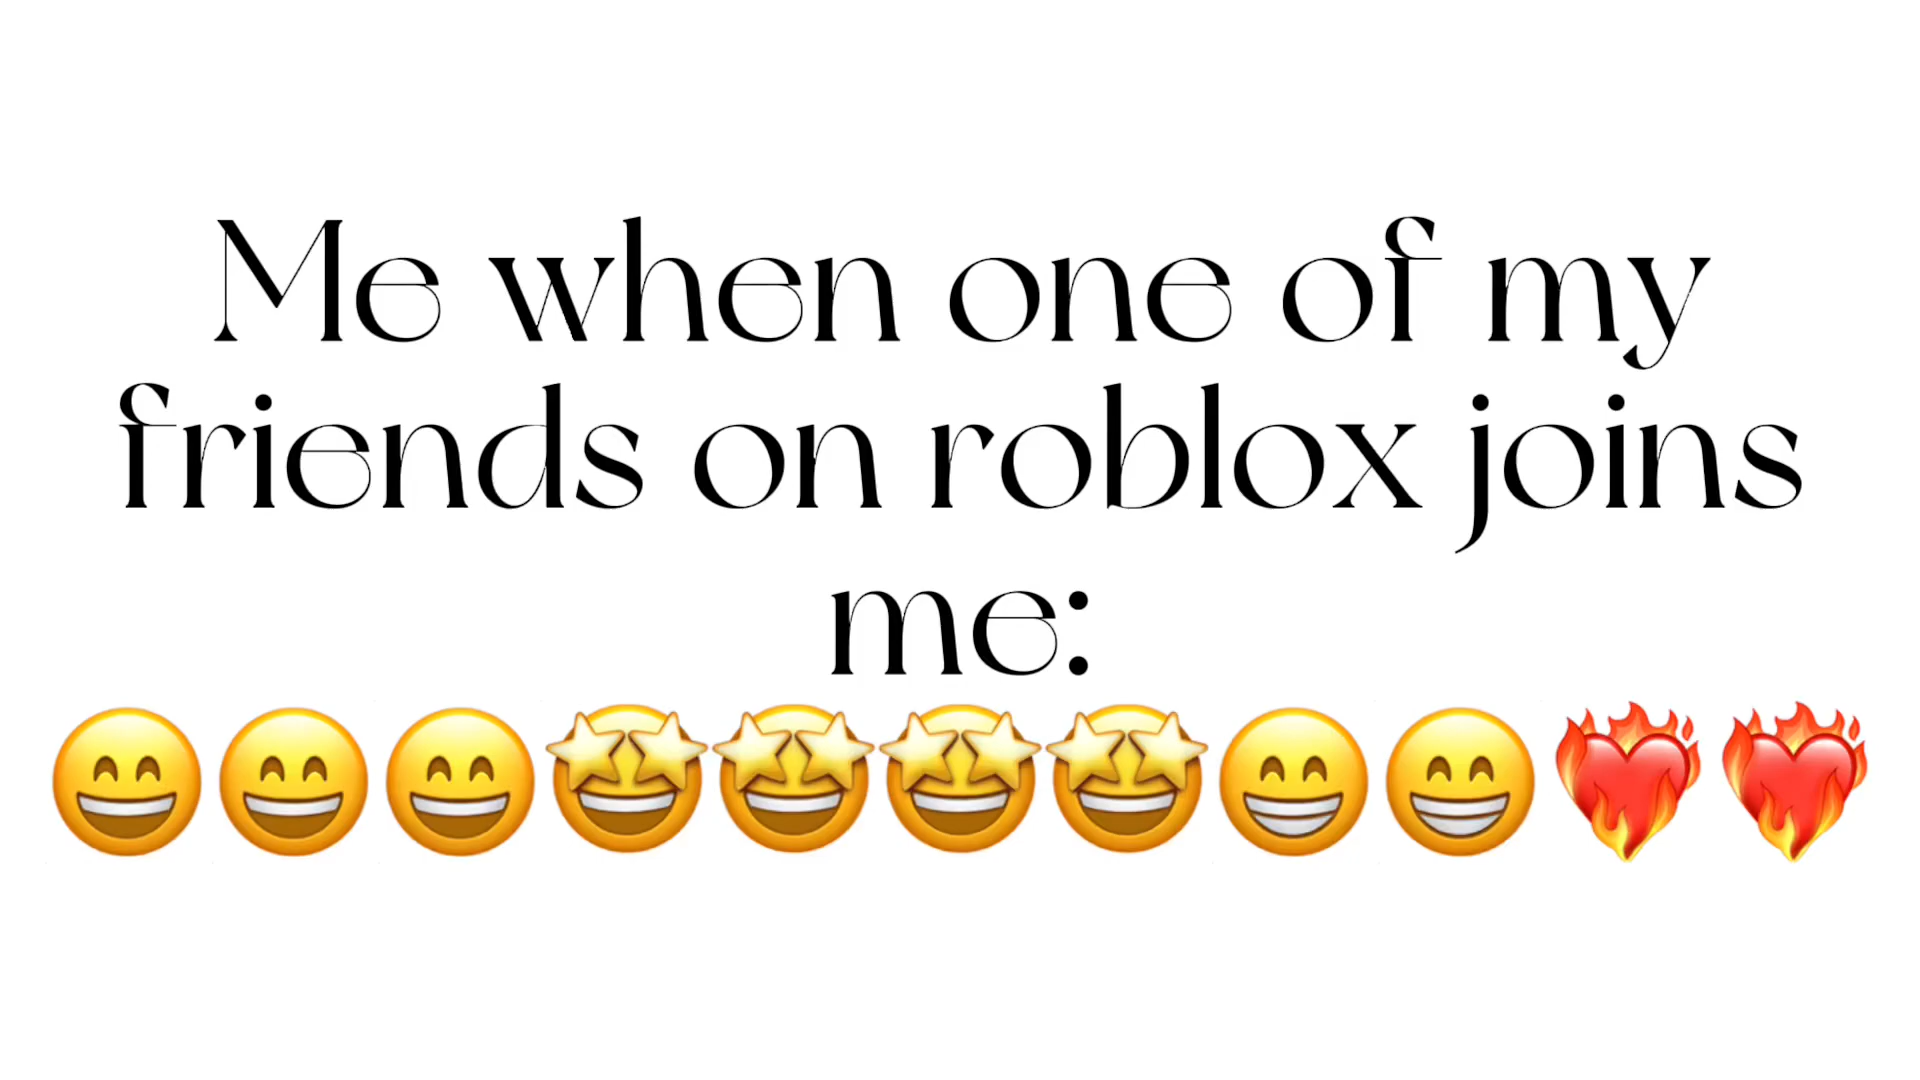 Me when one of my
friends on roblox joins
me:
😄😄😄🤩🤩🤩🤩😁😁❤️‍🔥❤️‍🔥